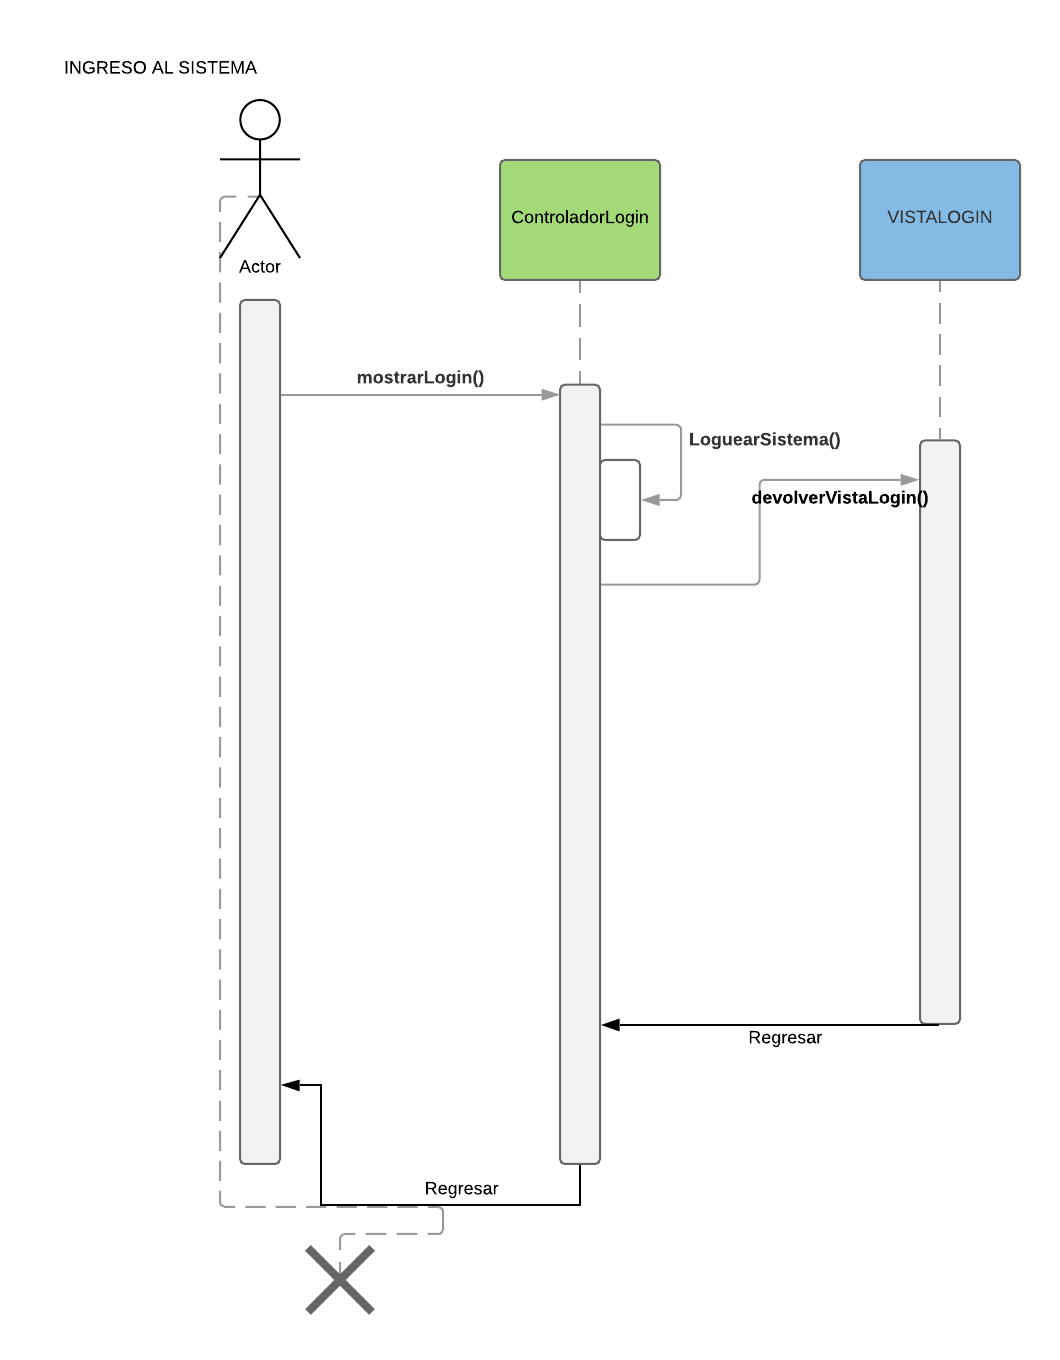 INGRESO AL SISTEMA
Actor
ControladorLogin
VISTALOGIN
mostrarLogin()
LoguearSistema()
devolverVistaLogin()
Regresar
Regresar